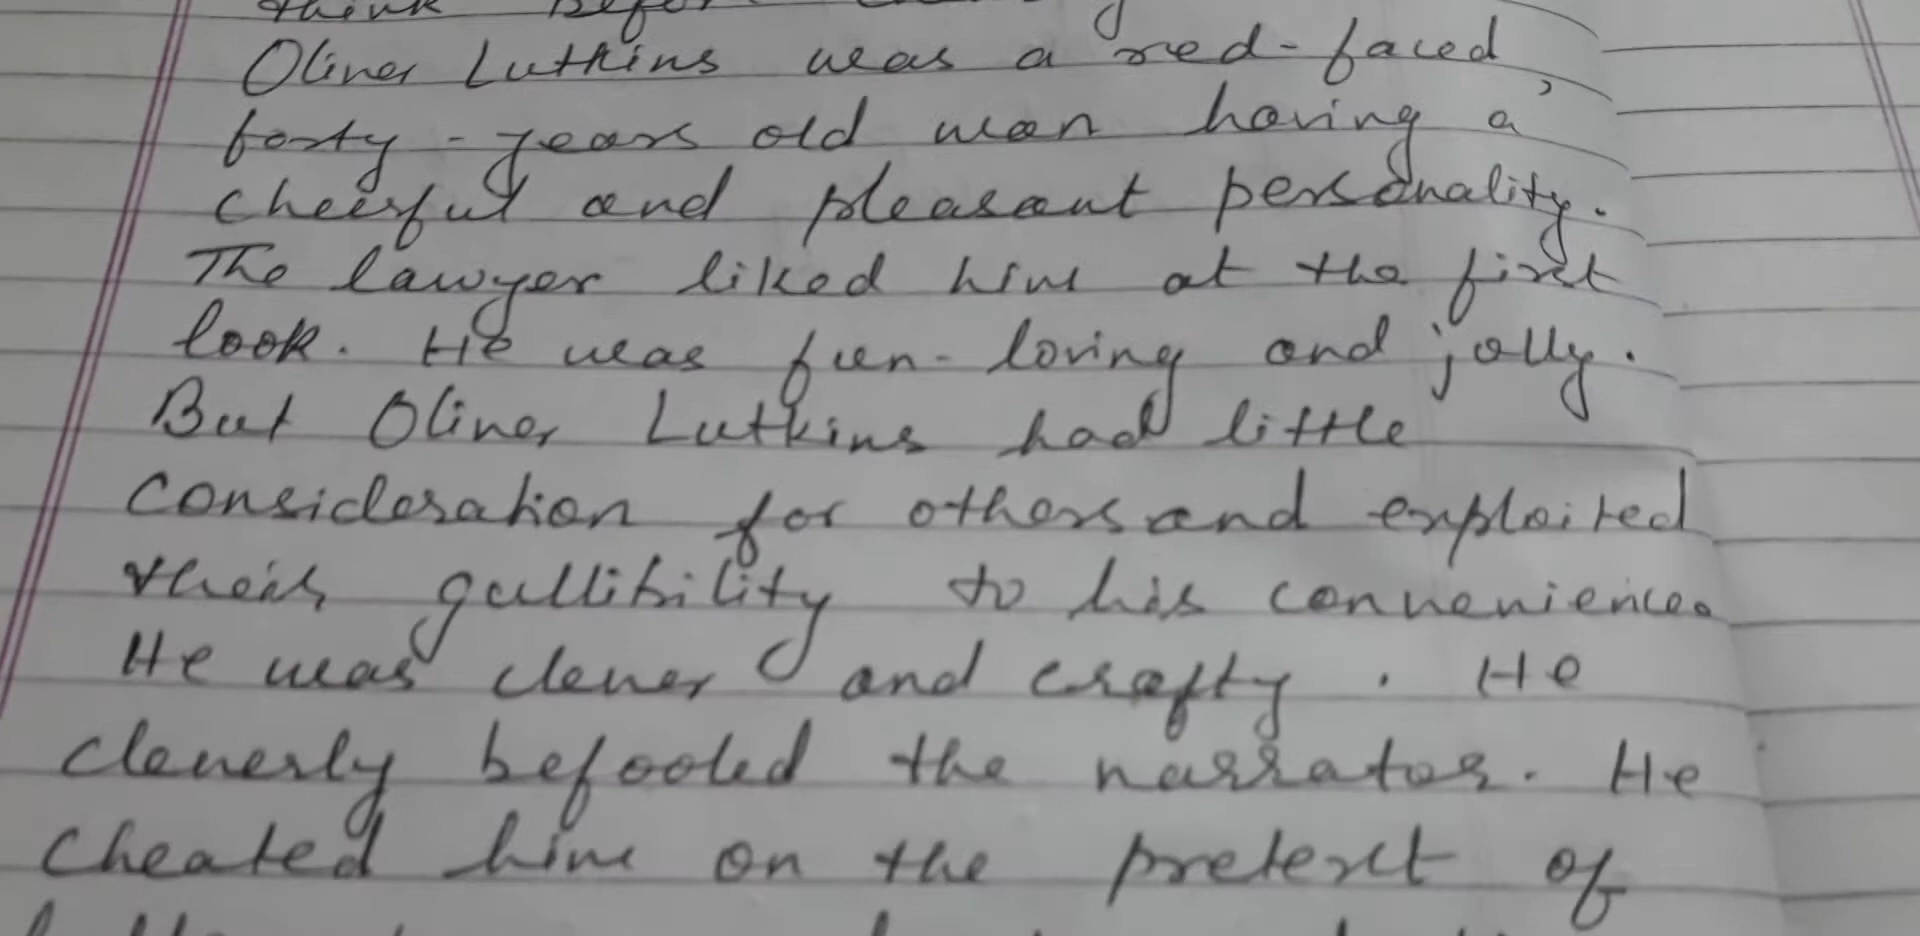 think before
Oliver Lutkins was a red-faced
forty-years old man having a
cheerful and pleasant personality.
The lawyer liked him at the first
look. He was fun-loving and jolly.
But Oliver Lutkins had little
consideration for others and exploited
their gullibility to his convenience.
He was clever and crafty. He
cleverly befooled the narrator. He
cheated him on the pretext of